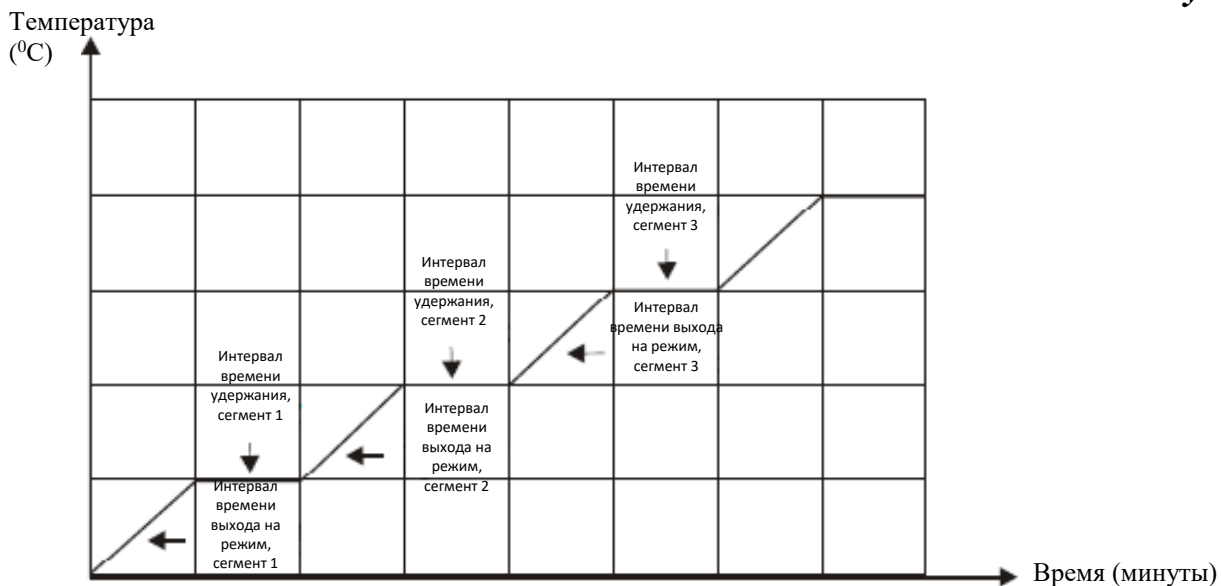 Температура
(⁰C)
Интервал
времени
удержания,
сегмент 3
Интервал
времени
удержания,
сегмент 2
Интервал
времени выхода
на режим,
сегмент 3
Интервал
времени
удержания,
сегмент 1
Интервал
времени
выхода на
режим,
сегмент 2
Интервал
времени
выхода на
режим,
сегмент 1
Время (минуты)